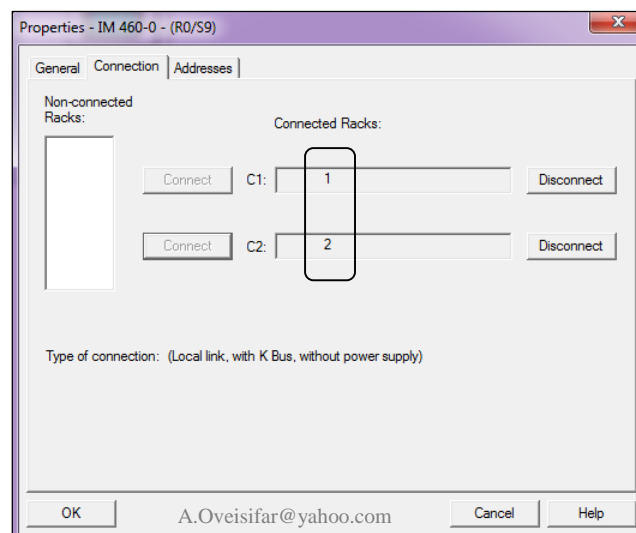 Properties - IM 460-0 - (R0/S9)
General Connection Addresses
Non-connected
Racks:
Connected Racks:
Connect C1: 1 Disconnect
Connect C2: 2 Disconnect
Type of connection: (Local link, with K Bus, without power supply)
OK A.Oveisifar@yahoo.com Cancel Help